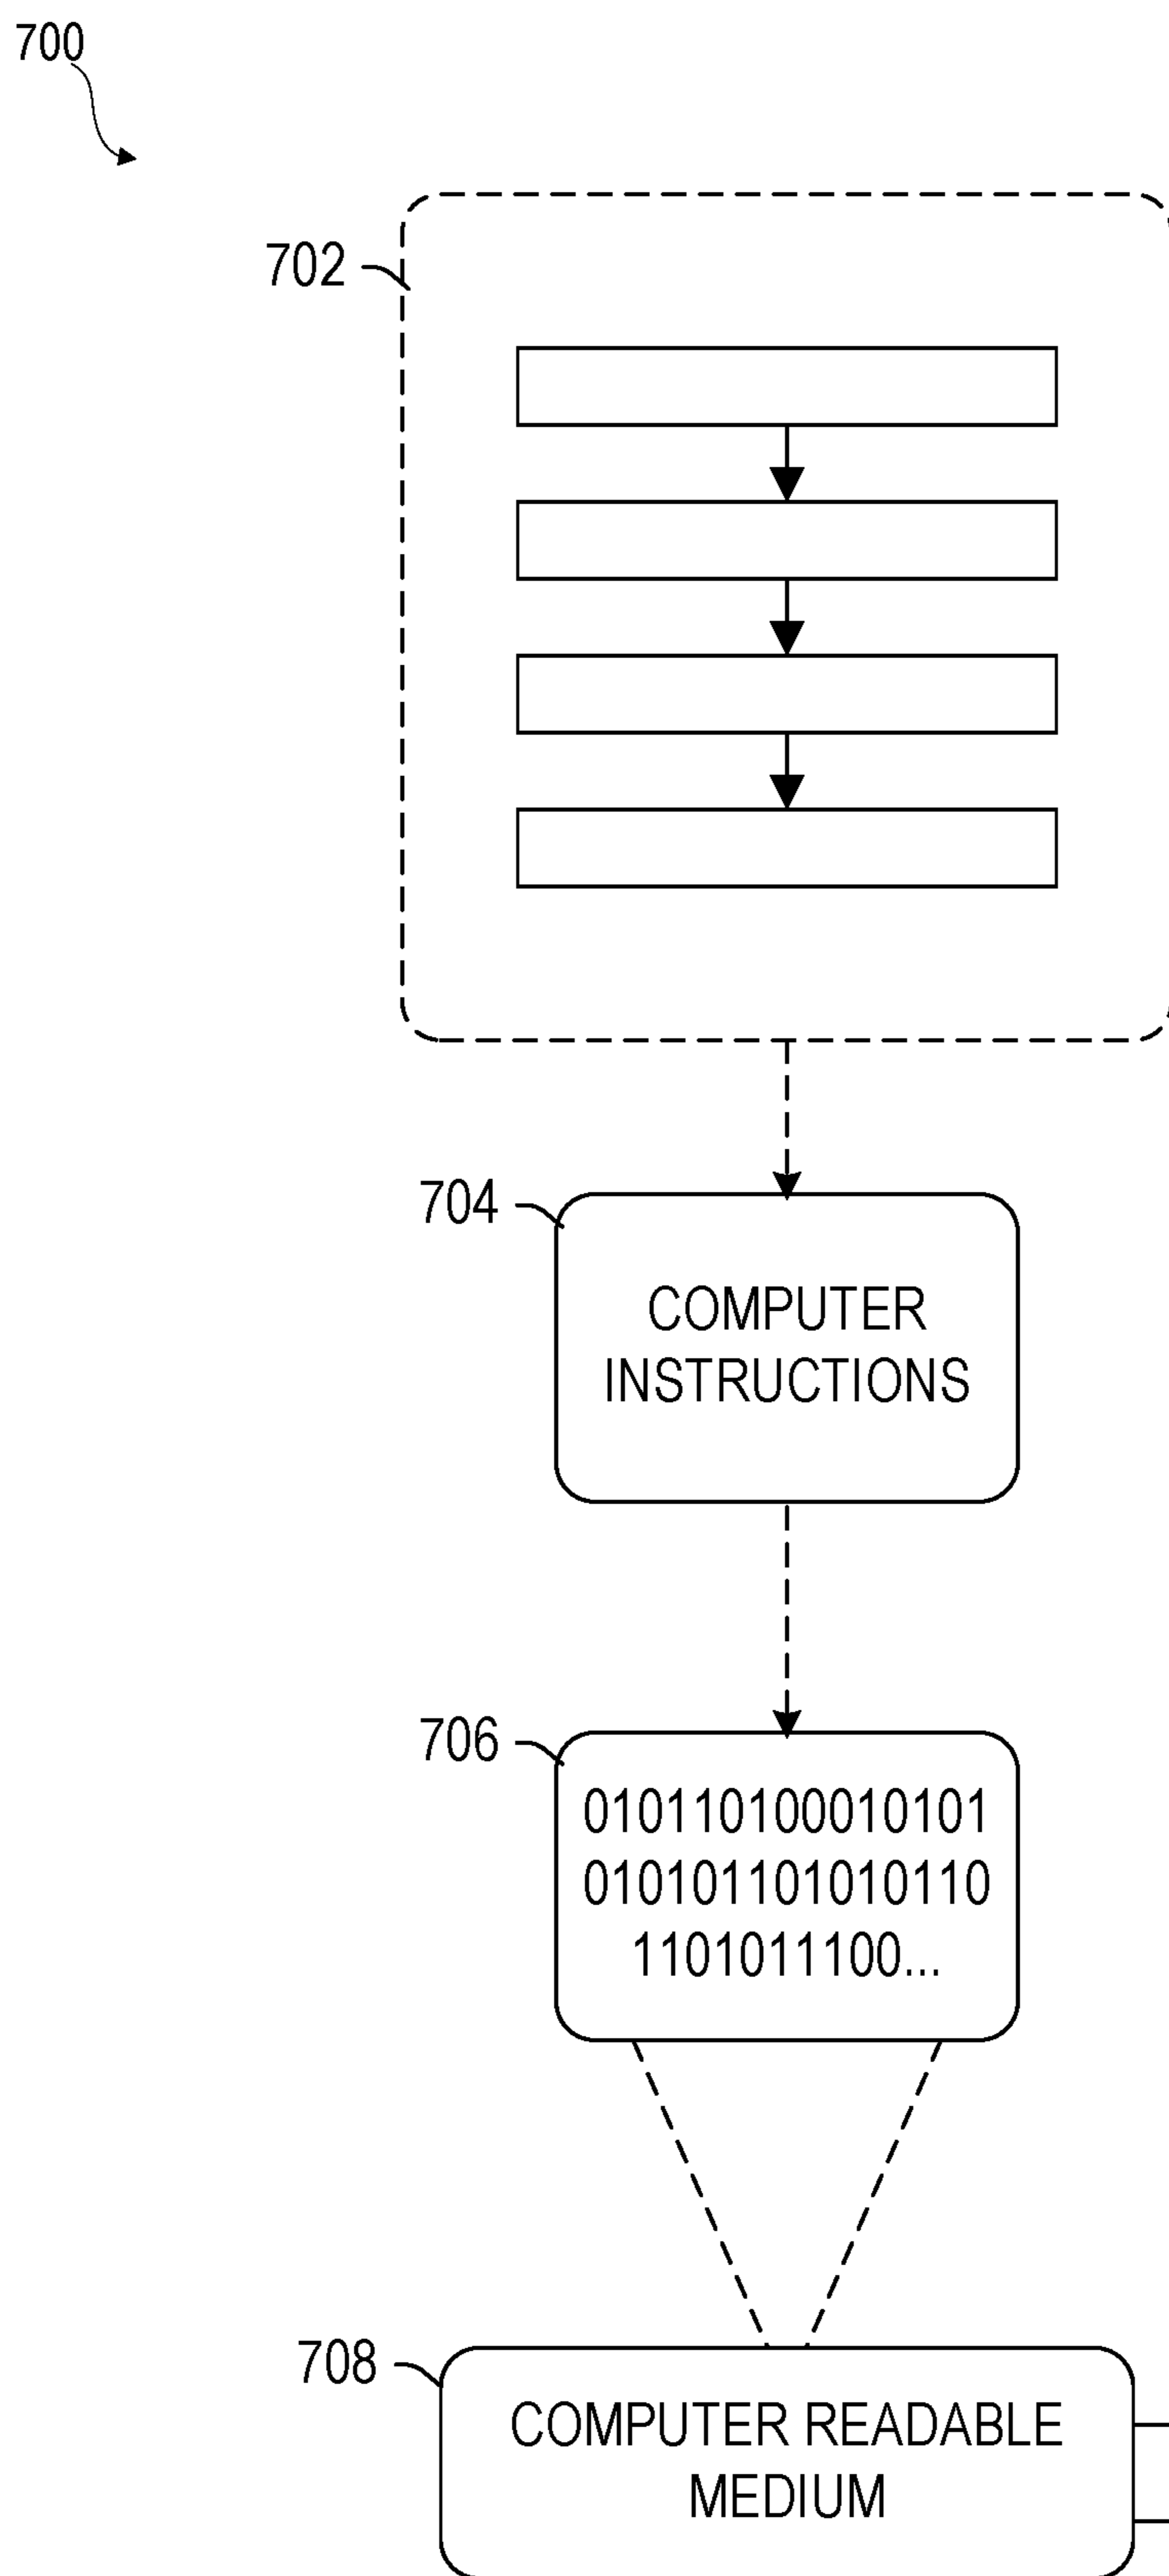 700
702
704
COMPUTER
INSTRUCTIONS
706
010110100010101
010101101010110
1101011100...
708
COMPUTER READABLE
MEDIUM